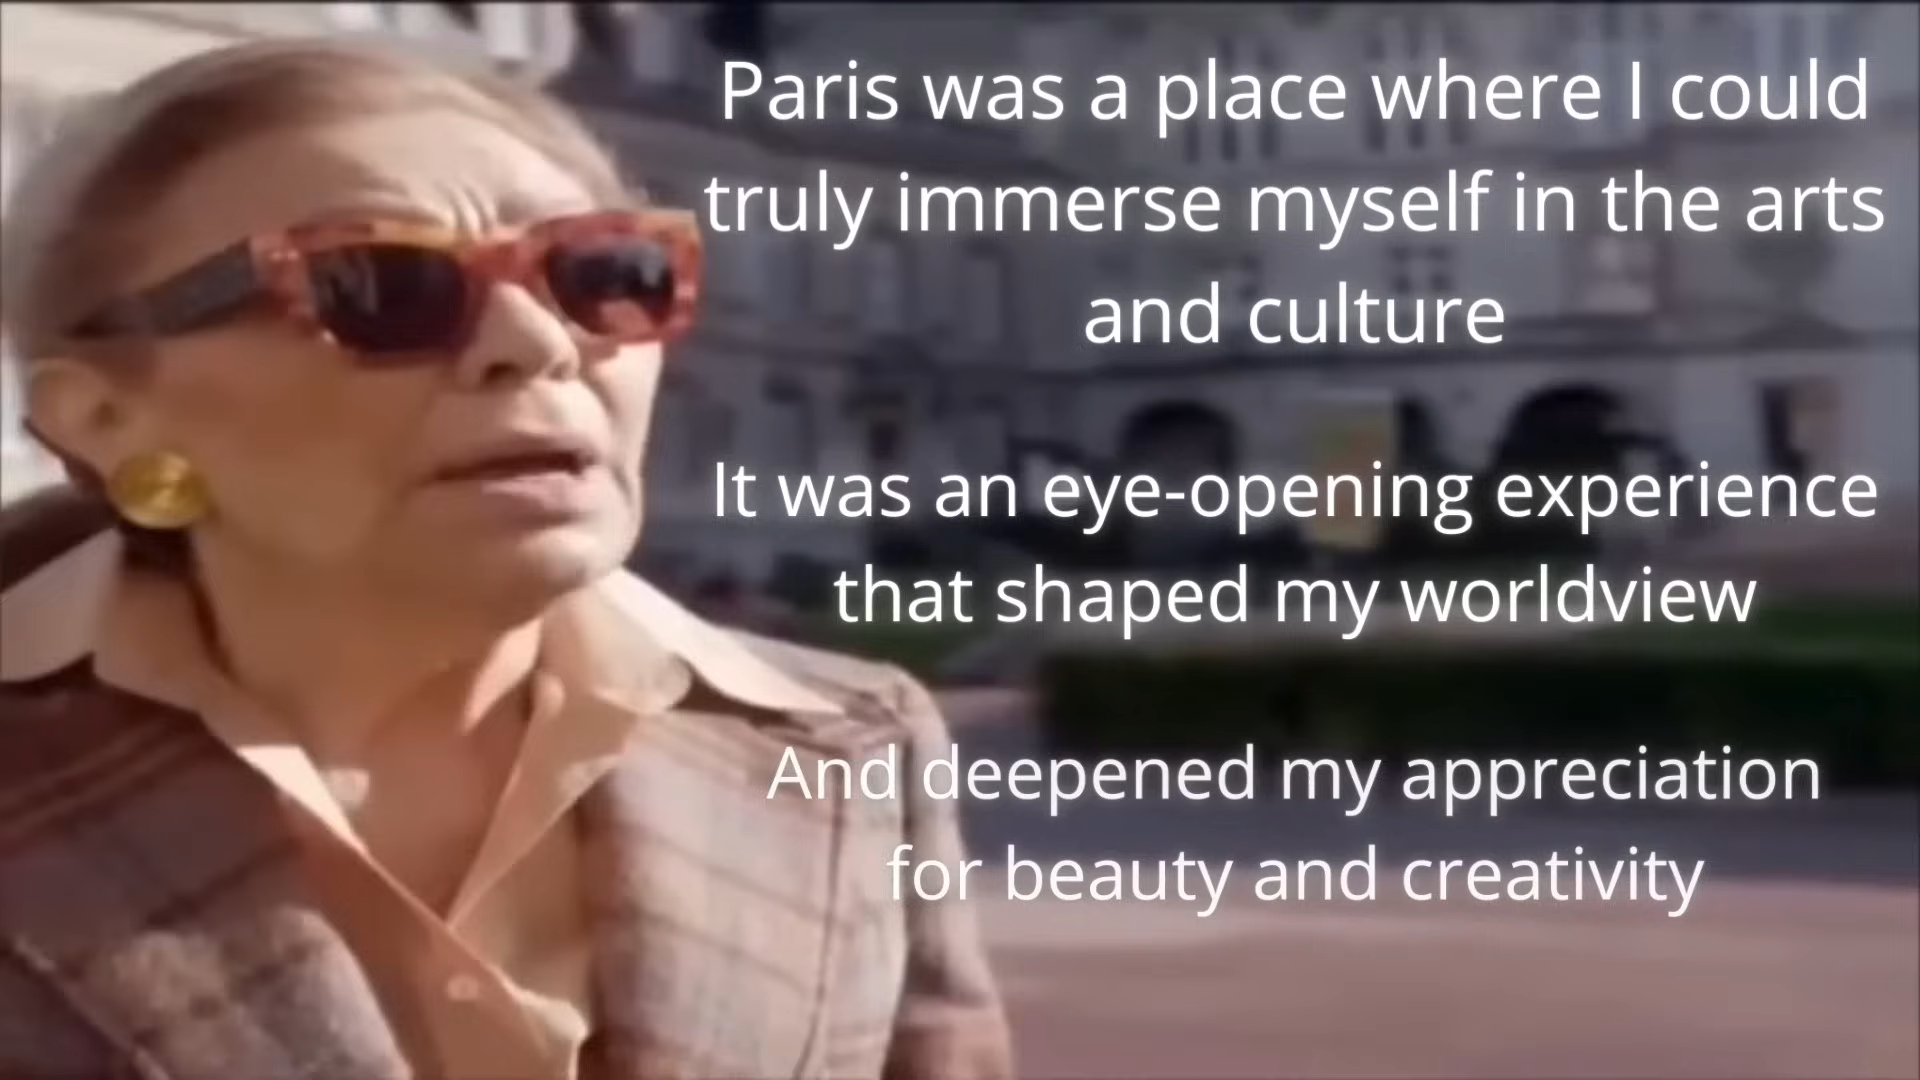 Paris was a place where I could
truly immerse myself in the arts
and culture
It was an eye-opening experience
that shaped my worldview
And deepened my appreciation
for beauty and creativity